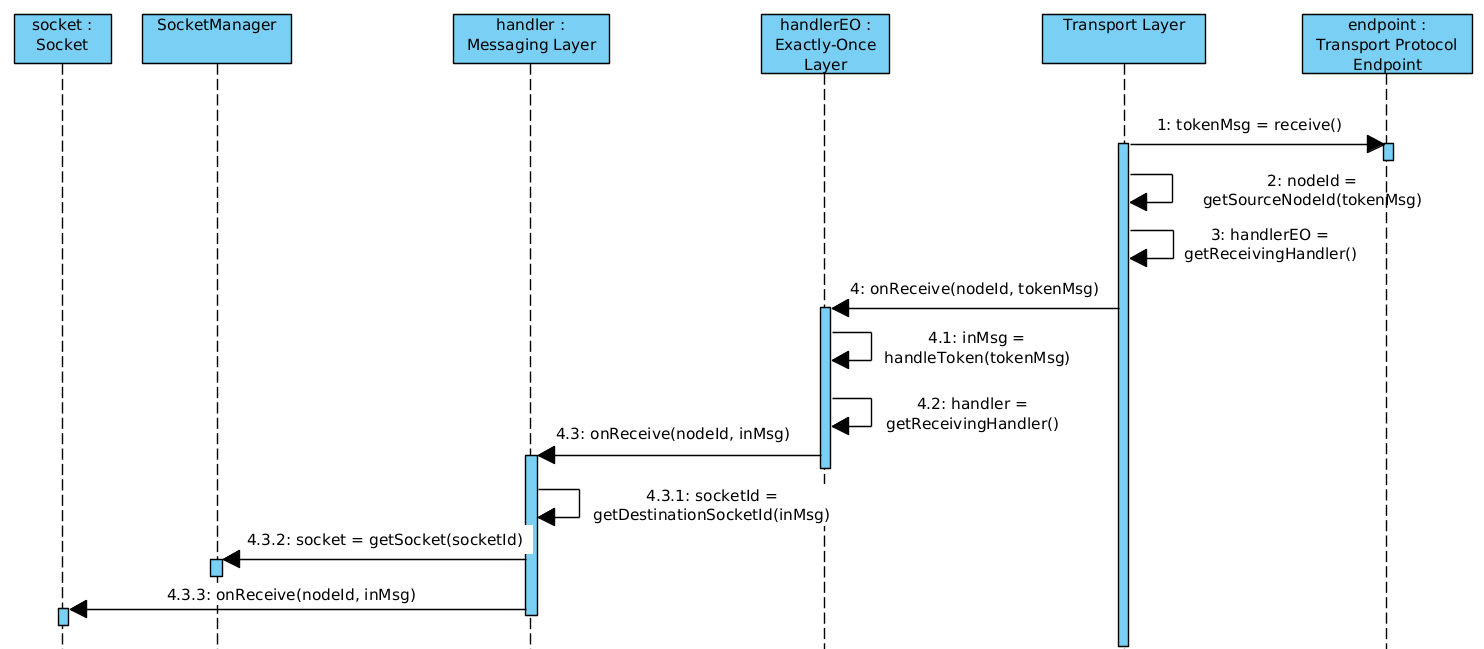 socket :
Socket
SocketManager
handler :
Messaging Layer
handlerEO :
Exactly-Once
Layer
Transport Layer
endpoint :
Transport Protocol
Endpoint
1: tokenMsg = receive()
2: nodeId =
getSourceNodeId(tokenMsg)
3: handlerEO =
getReceivingHandler()
4: onReceive(nodeId, tokenMsg)
4.1: inMsg =
handleToken(tokenMsg)
4.2: handler =
getReceivingHandler()
4.3: onReceive(nodeId, inMsg)
4.3.1: socketId =
getDestinationSocketId(inMsg)
4.3.2: socket = getSocket(socketId)
4.3.3: onReceive(nodeId, inMsg)